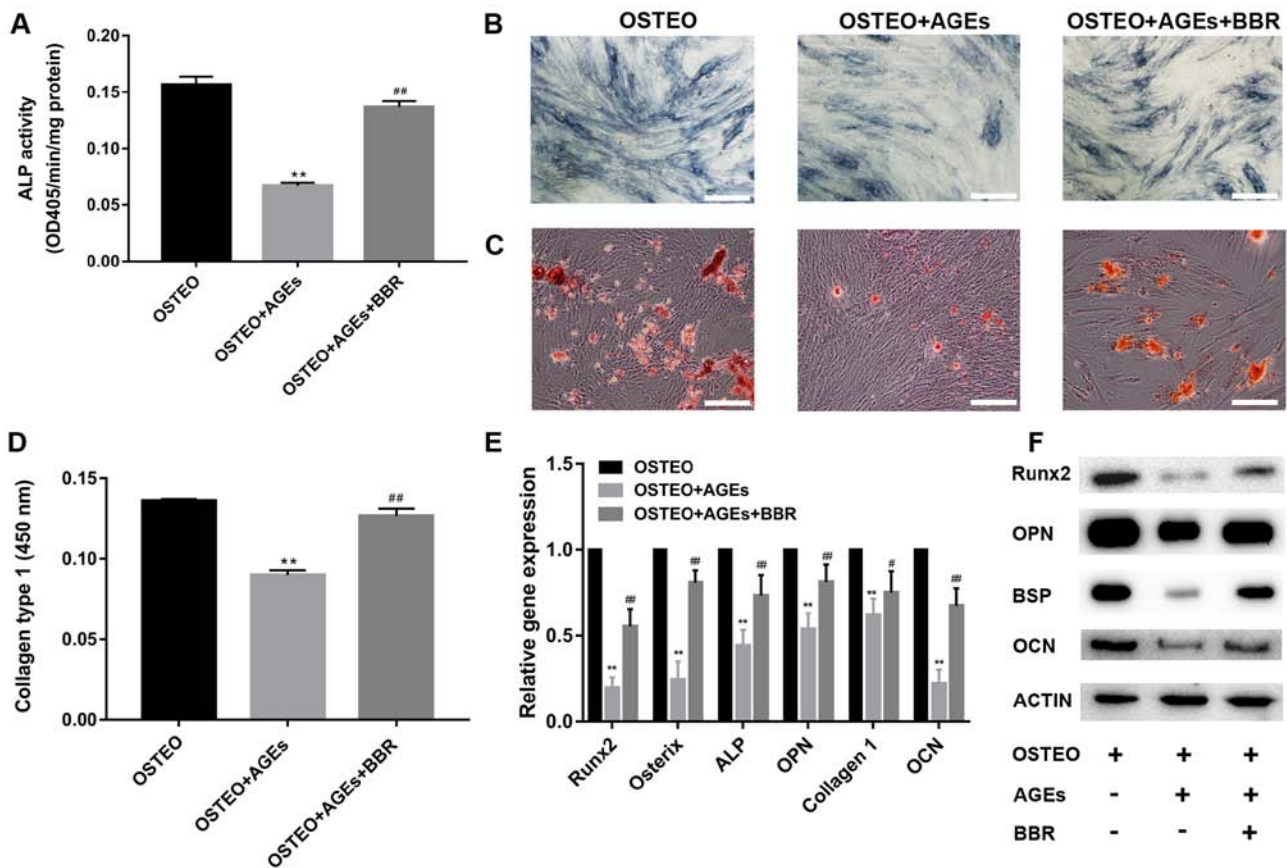 A
ALP activity
(OD405/min/mg protein)
0.20
0.15
0.10
0.05
0.00
**
##
OSTEO
OSTEO+AGEs
OSTEO+AGEs+BBR
B
OSTEO
OSTEO+AGEs
OSTEO+AGEs+BBR
C
D
Collagen type 1 (450 nm)
0.15
0.10
0.05
0.00
**
##
OSTEO
OSTEO+AGEs
OSTEO+AGEs+BBR
E
Relative gene expression
1.5
1.0
0.5
0.0
OSTEO
OSTEO+AGEs
OSTEO+AGEs+BBR
** ## ** ## ** ## ** ## ** # ** ##
Runx2
Osterix
ALP
OPN
Collagen 1
OCN
F
Runx2
OPN
BSP
OCN
ACTIN
OSTEO + + +
AGEs - + +
BBR - - +